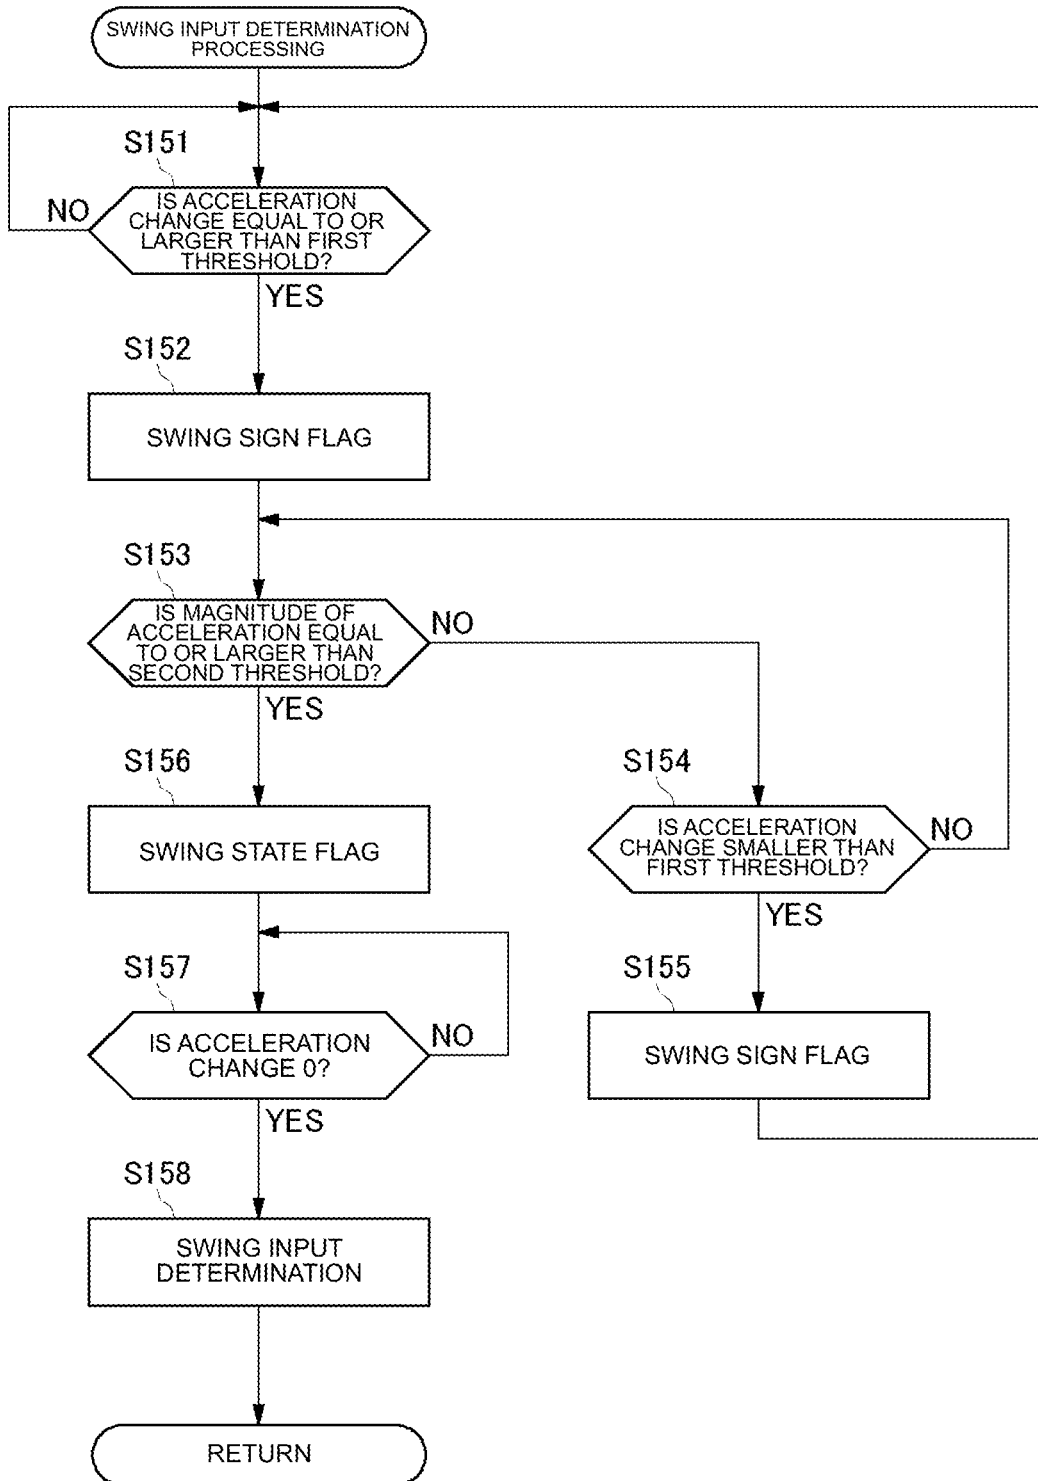 SWING INPUT DETERMINATION
PROCESSING
S151
IS ACCELERATION
CHANGE EQUAL TO OR
LARGER THAN FIRST
THRESHOLD?
NO
YES
S152
SWING SIGN FLAG
S153
IS MAGNITUDE OF
ACCELERATION EQUAL
TO OR LARGER THAN
SECOND THRESHOLD?
NO
YES
S156
SWING STATE FLAG
S154
IS ACCELERATION
CHANGE SMALLER THAN
FIRST THRESHOLD?
NO
YES
S155
SWING SIGN FLAG
S157
IS ACCELERATION
CHANGE 0?
NO
YES
S158
SWING INPUT
DETERMINATION
RETURN